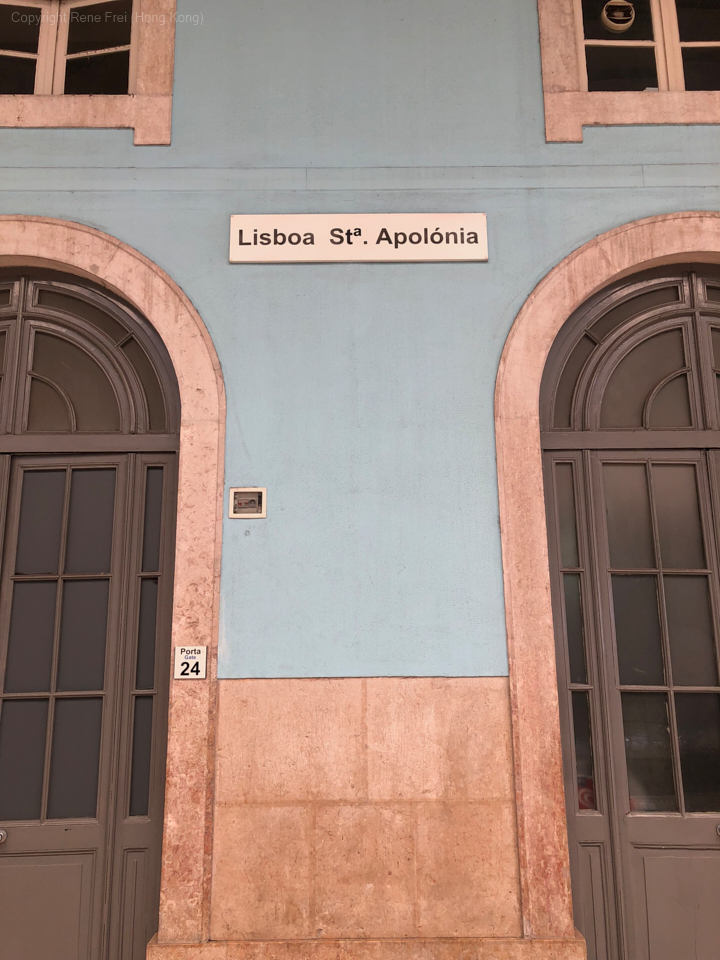 Copyright Rene Frei (Hong Kong)
Lisboa Stª. Apolónia
Porta
Gate
24